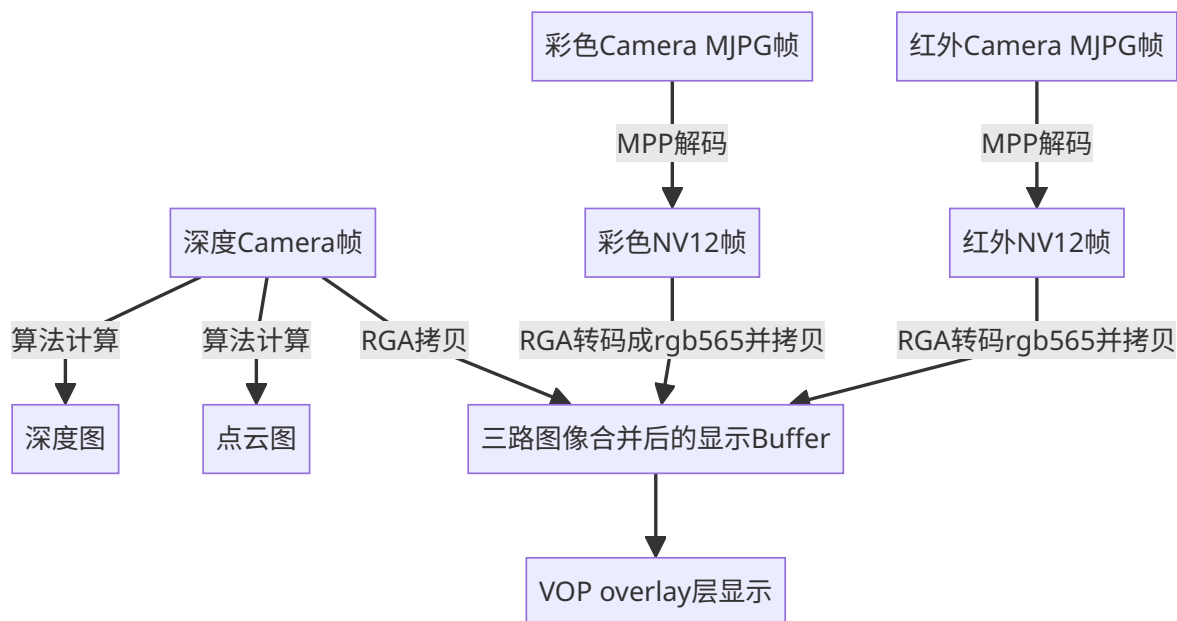 彩色Camera MJPG帧
红外Camera MJPG帧
MPP解码
MPP解码
深度Camera帧
彩色NV12帧
红外NV12帧
算法计算
算法计算
RGA拷贝
RGA转码成rgb565并拷贝
RGA转码rgb565并拷贝
深度图
点云图
三路图像合并后的显示Buffer
VOP overlay层显示